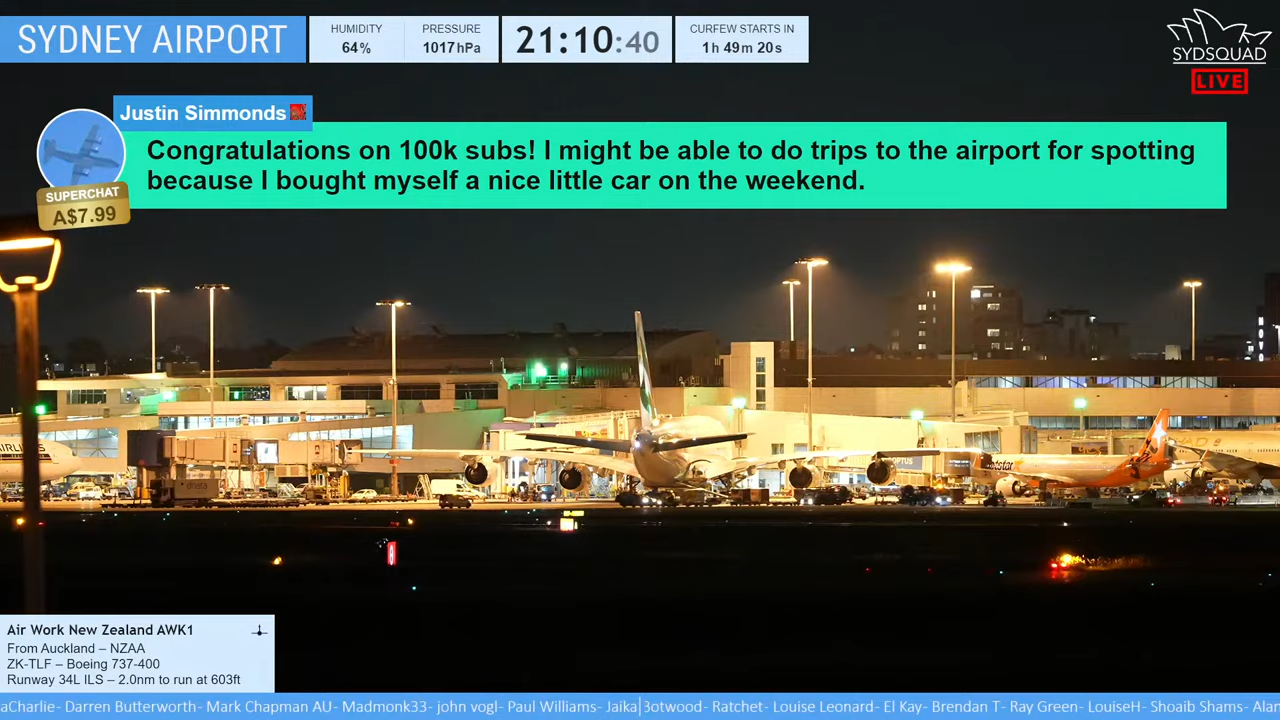 SYDNEY AIRPORT
HUMIDITY
64%
PRESSURE
1017 hPa
21:10:40
CURFEW STARTS IN
1h 49m 20s
SYDSQUAD
LIVE
Justin Simmonds
Congratulations on 100k subs! I might be able to do trips to the airport for spotting
because I bought myself a nice little car on the weekend.
SUPERCHAT
A$7.99
dnata
OPTUS
Air Work New Zealand AWK1
From Auckland – NZAA
ZK-TLF – Boeing 737-400
Runway 34L ILS – 2.0nm to run at 603ft
aCharlie- Darren Butterworth- Mark Chapman AU- Madmonk33- john vogl- Paul Williams- Jaika 3otwood- Ratchet- Louise Leonard- El Kay- Brendan T- Ray Green- LouiseH- Shoaib Shams- Alan